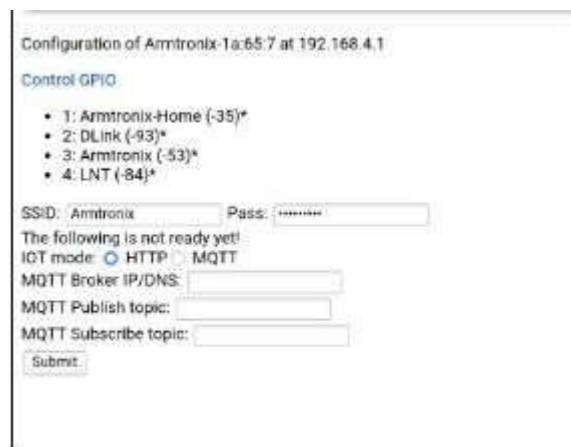 Configuration of Armtronix-1a:65:7 at 192.168.4.1
Control GPIO
1: Armtronix-Home (-35)*
2: DLink (-93)*
3: Armtronix (-53)*
4: LNT (-84)*
SSID: Armtronix Pass: •••••••••
The following is not ready yet!
IOT mode: HTTP MQTT
MQTT Broker IP/DNS:
MQTT Publish topic:
MQTT Subscribe topic:
Submit